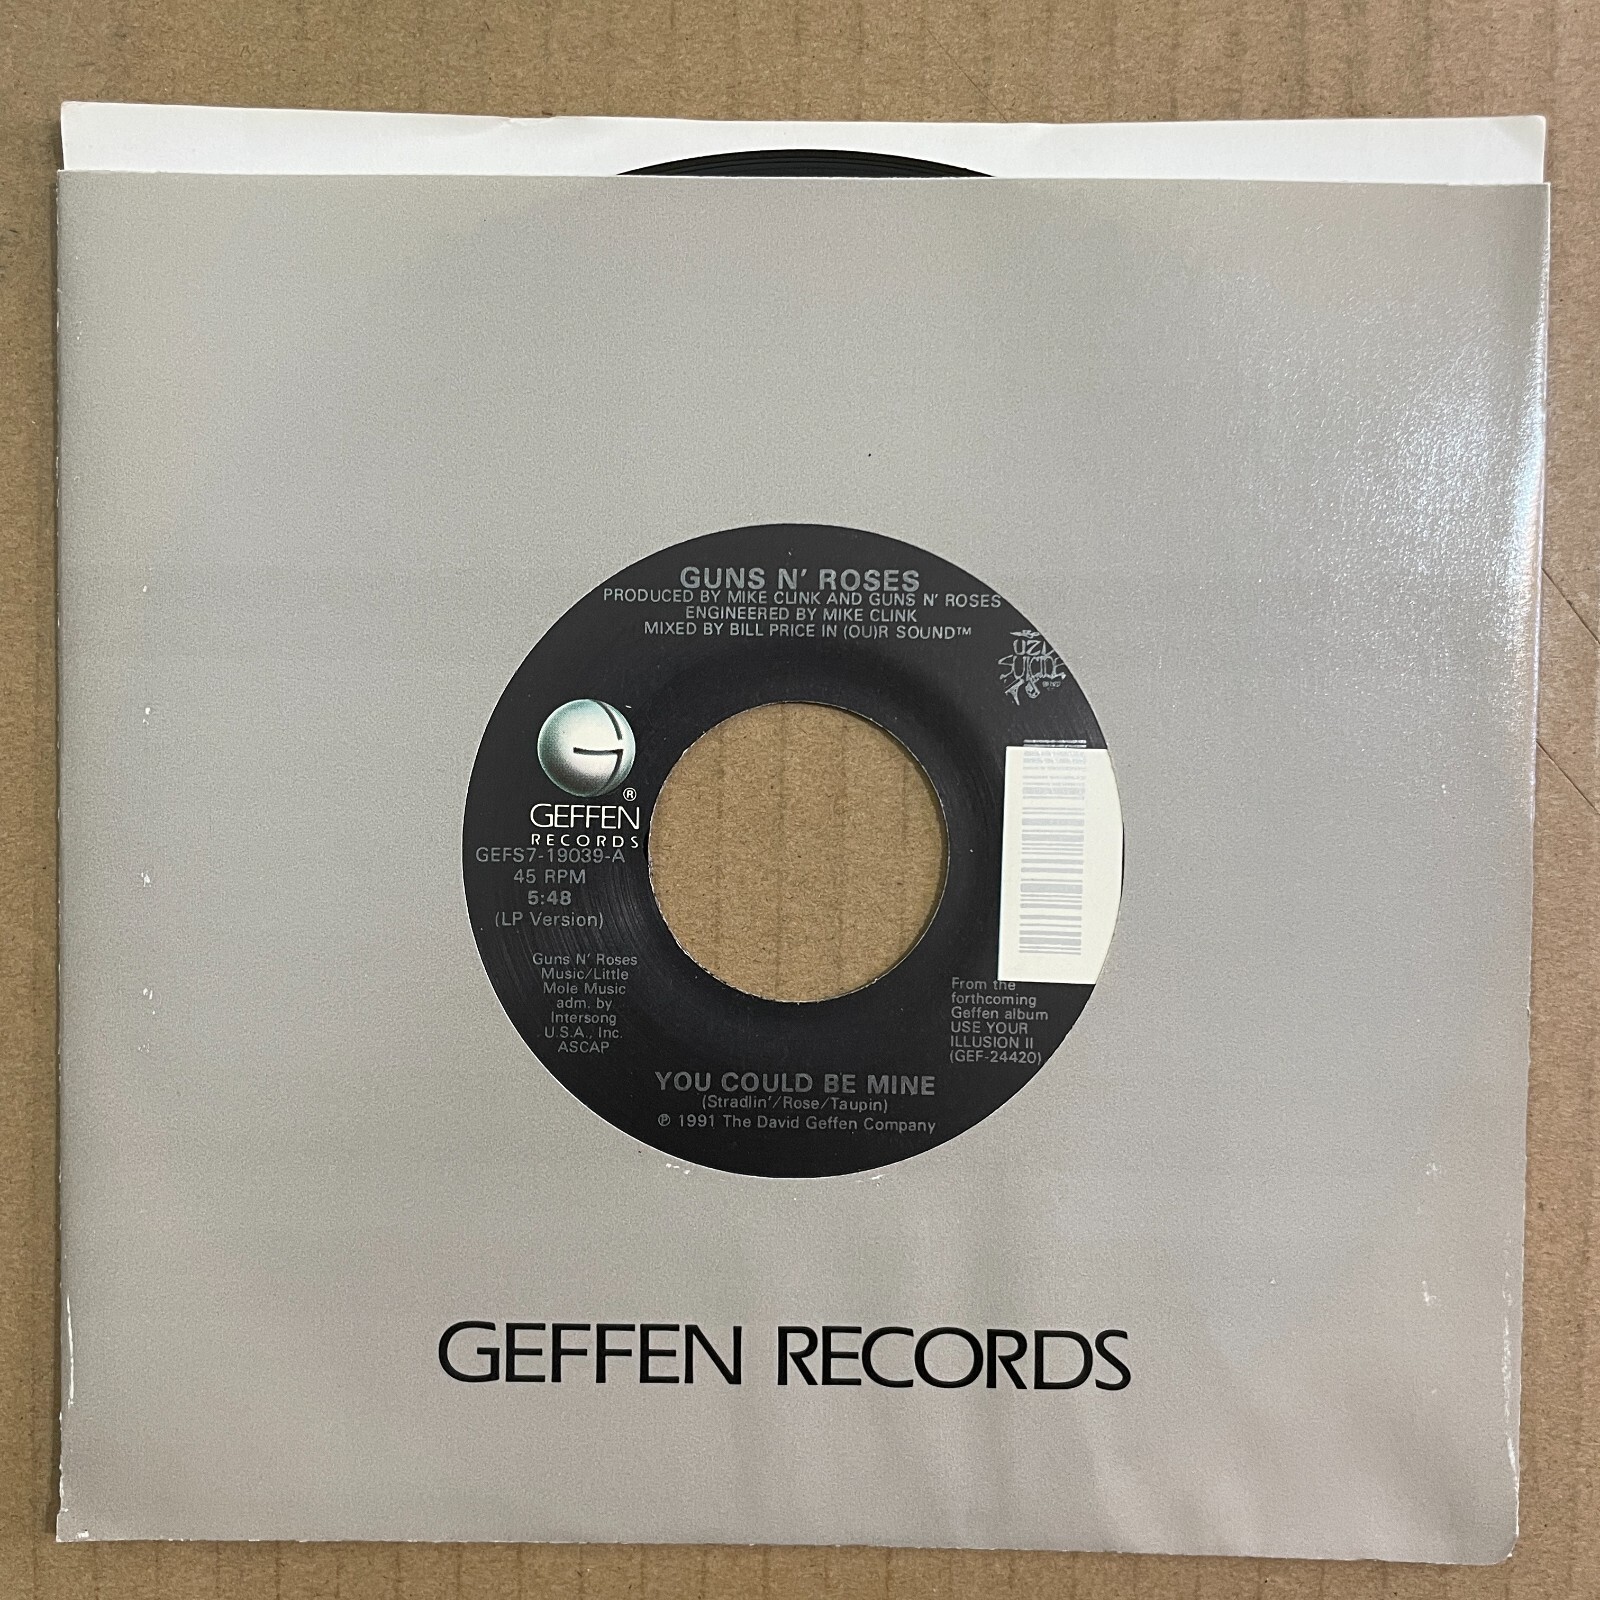 GUNS N' ROSES
PRODUCED BY MIKE CLINK AND GUNS N' ROSES
ENGINEERED BY MIKE CLINK
MIXED BY BILL PRICE IN (OU)R SOUND™
UZI
SUICIDE
®
GEFFEN
RECORDS
GEFS7-19039-A
45 RPM
5:48
(LP Version)
Guns N' Roses
Music/Little
Mole Music
adm. by
Intersong
U.S.A., Inc.
ASCAP
From the
forthcoming
Geffen album
USE YOUR
ILLUSION II
(GEF-24420)
YOU COULD BE MINE
(Stradlin'/Rose/Taupin)
℗ 1991 The David Geffen Company
GEFFEN RECORDS